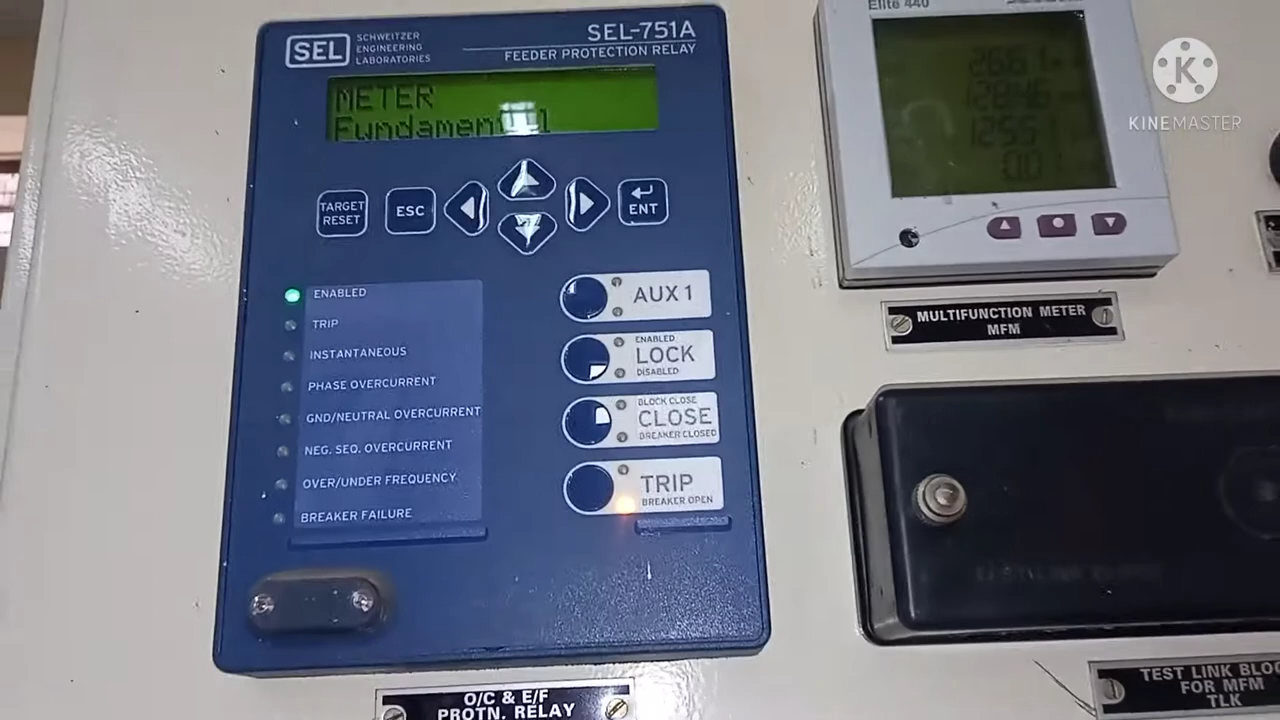 SEL
SCHWEITZER
ENGINEERING
LABORATORIES
SEL-751A
FEEDER PROTECTION RELAY
METER
Fundamental
TARGET
RESET
ESC
ENT
ENABLED
TRIP
INSTANTANEOUS
PHASE OVERCURRENT
GND/NEUTRAL OVERCURRENT
NEG. SEQ. OVERCURRENT
OVER/UNDER FREQUENCY
BREAKER FAILURE
AUX 1
ENABLED
LOCK
DISABLED
BLOCK CLOSE
CLOSE
BREAKER CLOSED
TRIP
BREAKER OPEN
O/C & E/F
PROTN. RELAY
Elite 440
MULTIFUNCTION METER
MFM
TEST LINK BLOC
FOR MFM
TLK
K
KINEMASTER